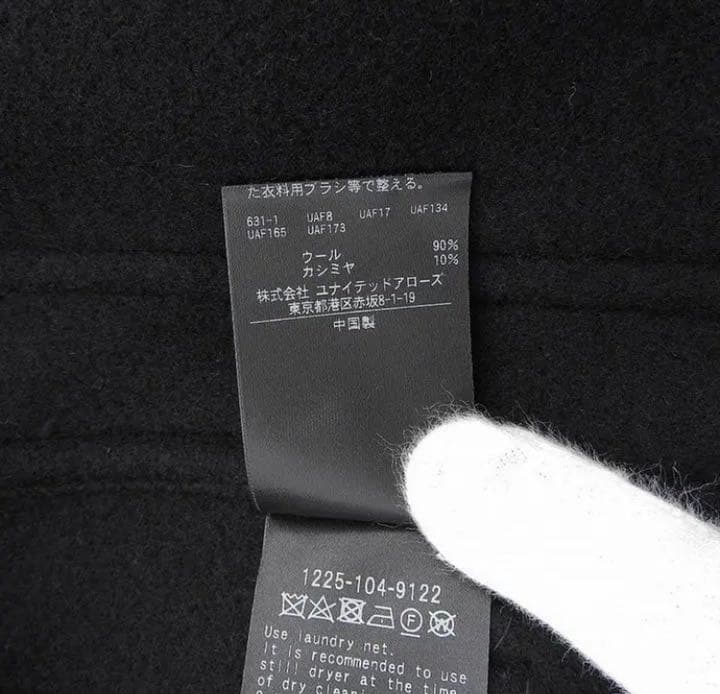 た衣料用ブラシ等で整える。
631-1 UAF8 UAF17 UAF134
UAF165 UAF173
ウール 90%
カシミヤ 10%
株式会社 ユナイテッドアローズ
東京都港区赤坂8-1-19
中国製
1225-104-9122
Use laundry net.
It is recommended to use
still dryer at the time
of dry